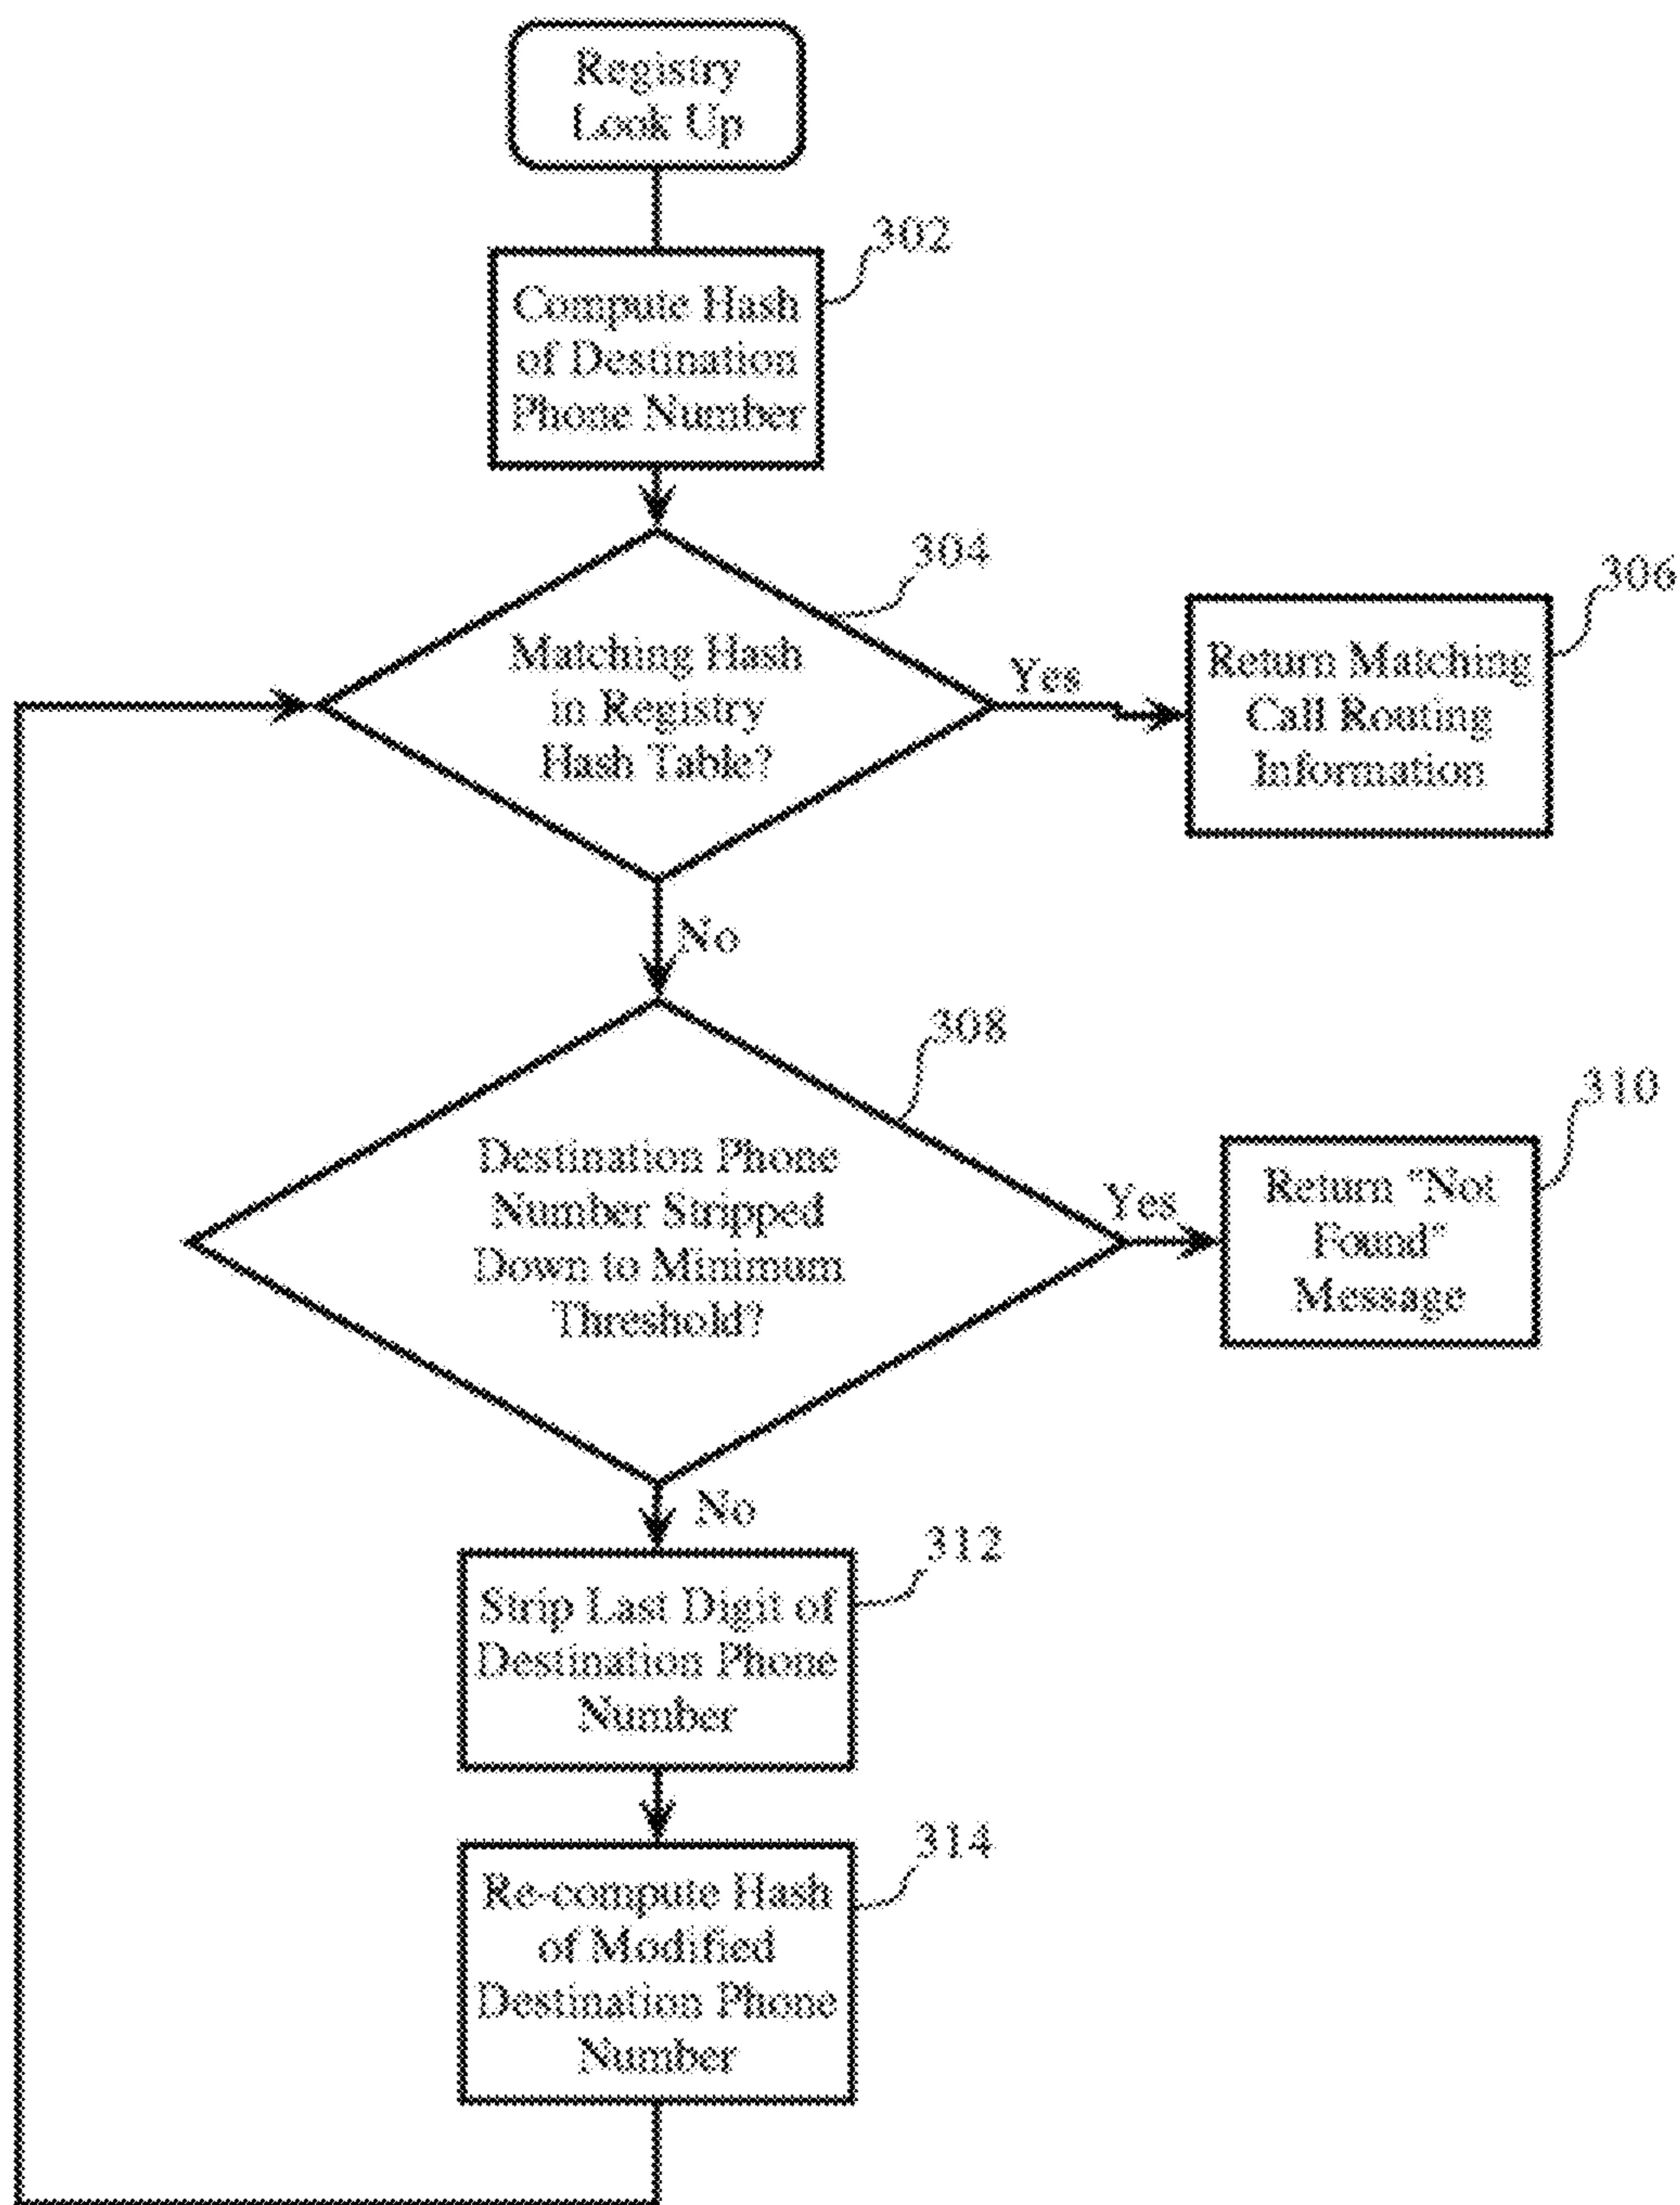 Registry
Look Up
302
Compute Hash
of Destination
Phone Number
304
Matching Hash
in Registry
Hash Table?
Yes
306
Return Matching
Call Routing
Information
No
308
Destination Phone
Number Stripped
Down to Minimum
Threshold?
Yes
310
Return "Not
Found"
Message
No
312
Strip Last Digit of
Destination Phone
Number
314
Re-compute Hash
of Modified
Destination Phone
Number